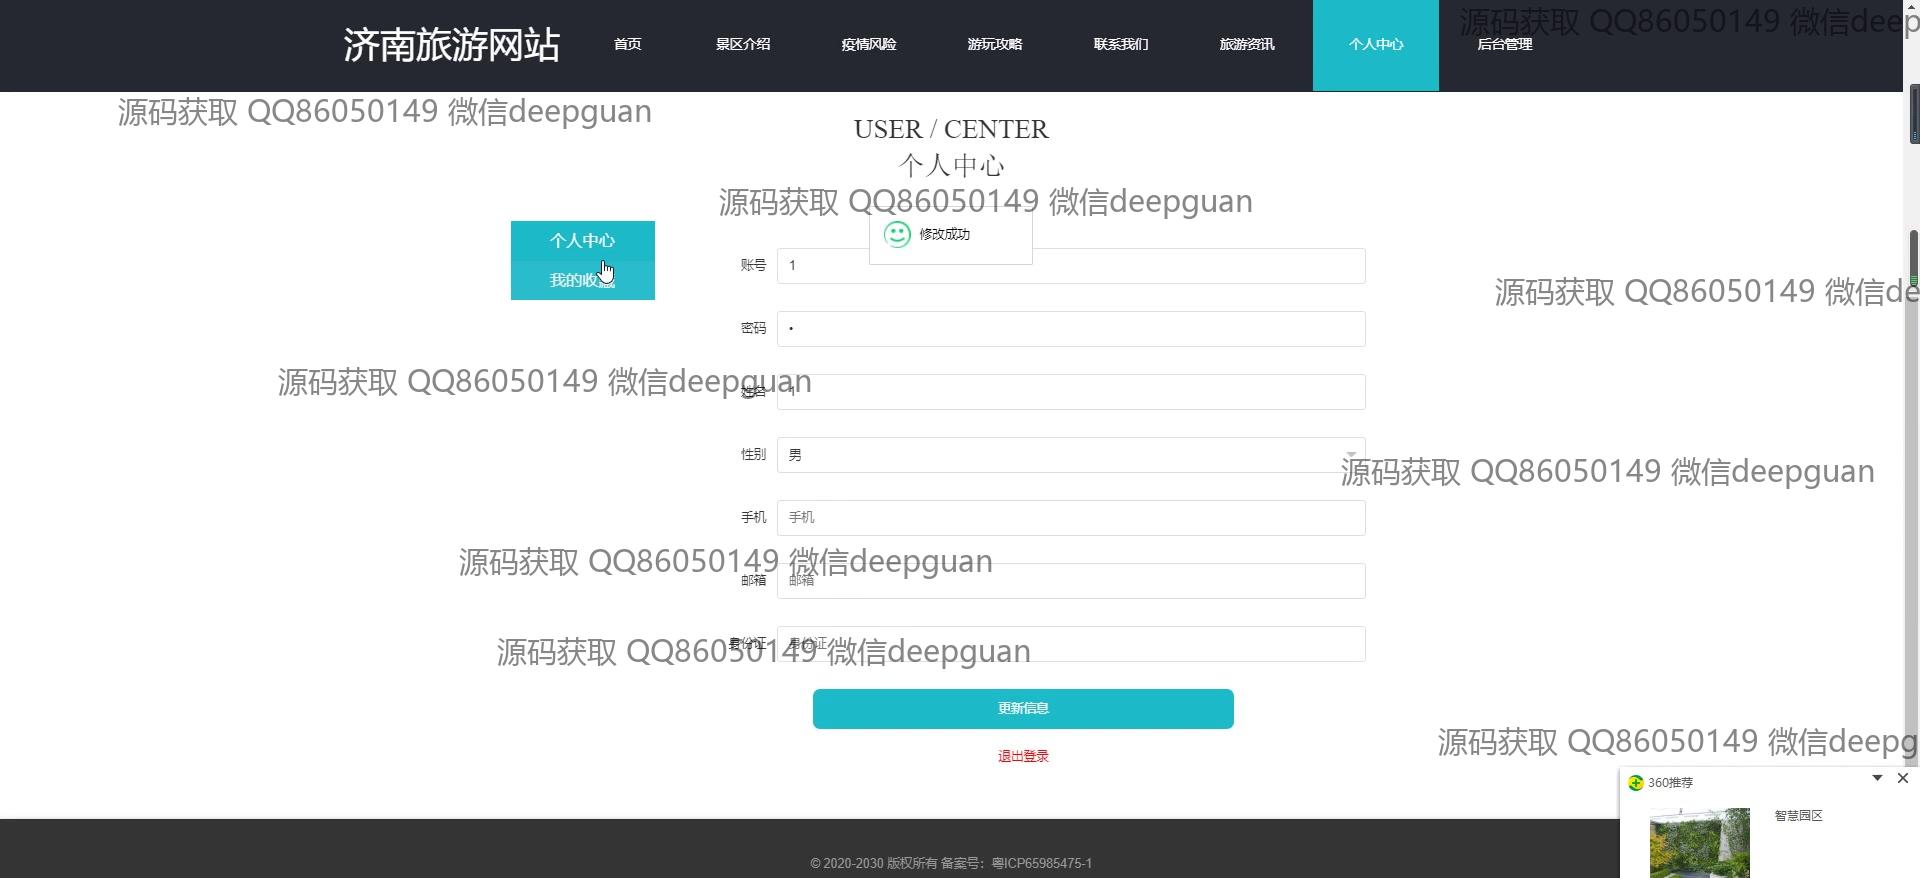 济南旅游网站
首页
景区介绍
疫情风险
游玩攻略
联系我们
旅游资讯
个人中心
后台管理
源码获取 QQ86050149 微信deep
源码获取 QQ86050149 微信deepguan
USER / CENTER
个人中心
源码获取 QQ86050149 微信deepguan
修改成功
个人中心
我的收
账号
1
源码获取 QQ86050149 微信de
密码
•
源码获取 QQ86050149 微信deepguan
姓名
1
性别
男
源码获取 QQ86050149 微信deepguan
手机
手机
源码获取 QQ86050149 微信deepguan
邮箱
邮箱
身份证
身份证
源码获取 QQ86050149 微信deepguan
更新信息
源码获取 QQ86050149 微信deepg
退出登录
360推荐
智慧园区
© 2020-2030 版权所有 备案号：粤ICP65985475-1